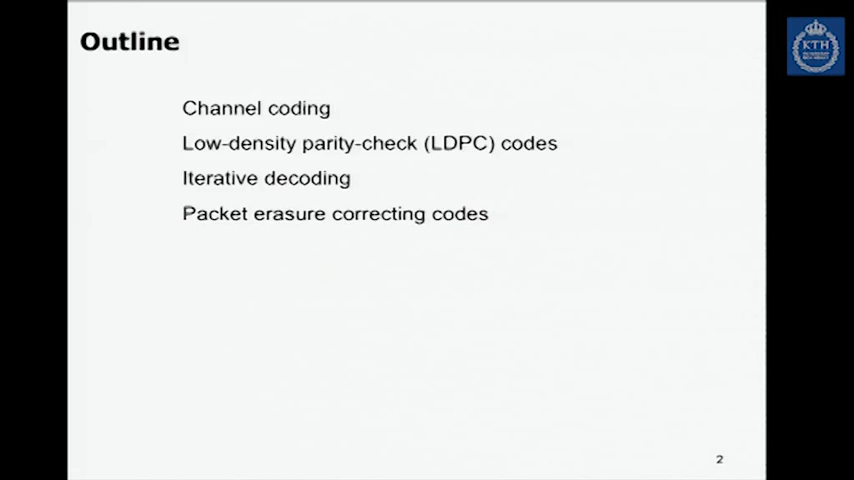 Outline
Channel coding
Low-density parity-check (LDPC) codes
Iterative decoding
Packet erasure correcting codes
2
KTH